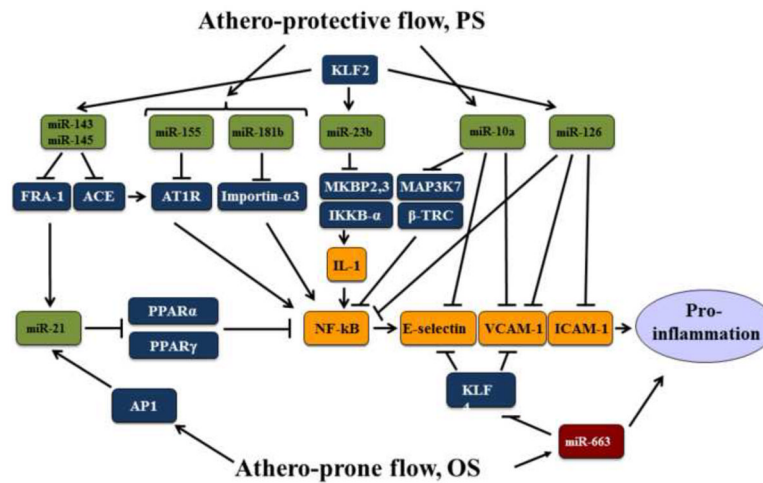 Athero-protective flow, PS
KLF2
miR-143
miR-145
miR-155
miR-181b
miR-23b
miR-10a
miR-126
FRA-1
ACE
AT1R
Importin-α3
MKBP2,3
IKKB-α
MAP3K7
β-TRC
IL-1
miR-21
PPARα
PPARγ
NF-kB
E-selectin
VCAM-1
ICAM-1
Pro-
inflammation
KLF
4
AP1
miR-663
Athero-prone flow, OS